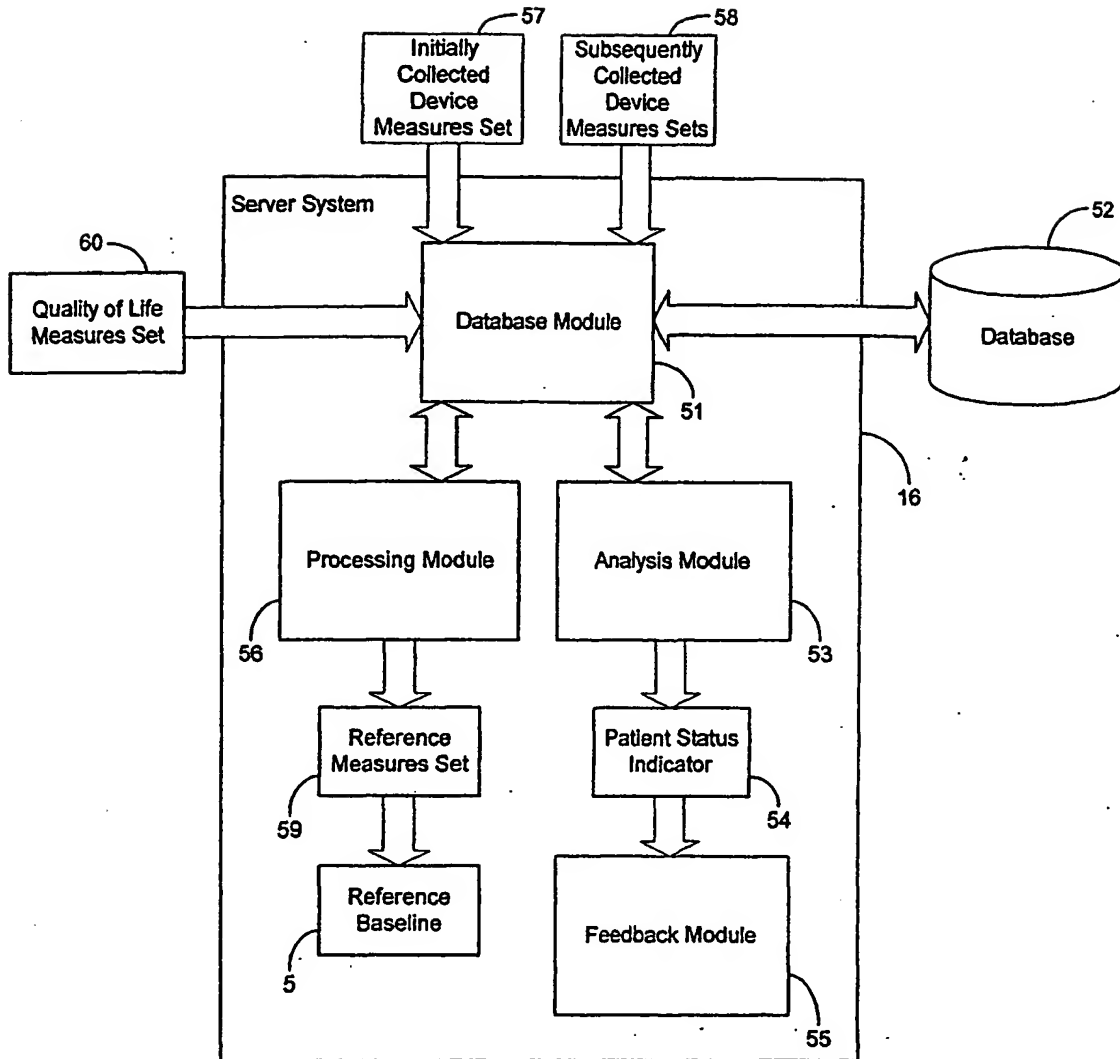 57
58
Initially
Collected
Device
Measures Set
Subsequently
Collected
Device
Measures Sets
Server System
60
52
Quality of Life
Measures Set
Database Module
Database
51
16
Processing Module
Analysis Module
56
53
Reference
Measures Set
Patient Status
Indicator
59
54
Reference
Baseline
Feedback Module
5
55